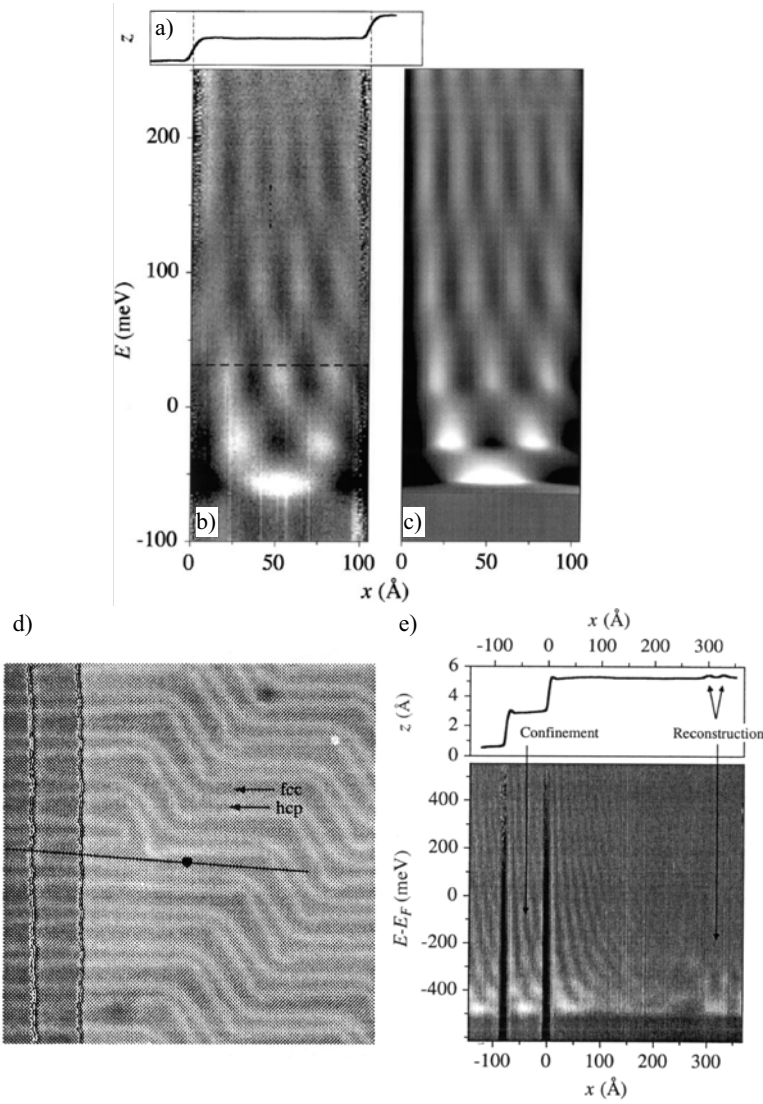 a)
z
200
100
0
-100
E (meV)
b)
c)
0
50
100
0
50
100
x (Å)
d)
e)
fcc
hcp
x (Å)
-100
0
100
200
300
6
4
2
0
z (Å)
Confinement
Reconstruction
400
200
0
-200
-400
E-E_F (meV)
-100
0
100
200
300
x (Å)